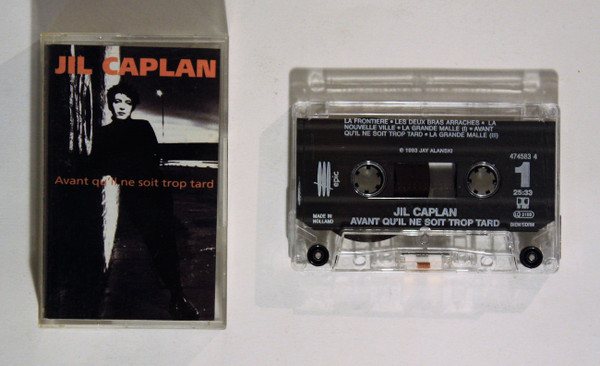 JIL CAPLAN
Avant qu'il ne soit trop tard
LA FRONTIERE • LES DEUX BRAS ARRACHES • LA
NOUVELLE VILLE • LA GRANDE MALLE (I) • AVANT
QU'IL NE SOIT TROP TARD • LA GRANDE MALLE (II)
℗ 1993 JAY ALANSKI
474583 4
epic
1
25:33
MADE IN
HOLLAND
JIL CAPLAN
AVANT QU'IL NE SOIT TROP TARD